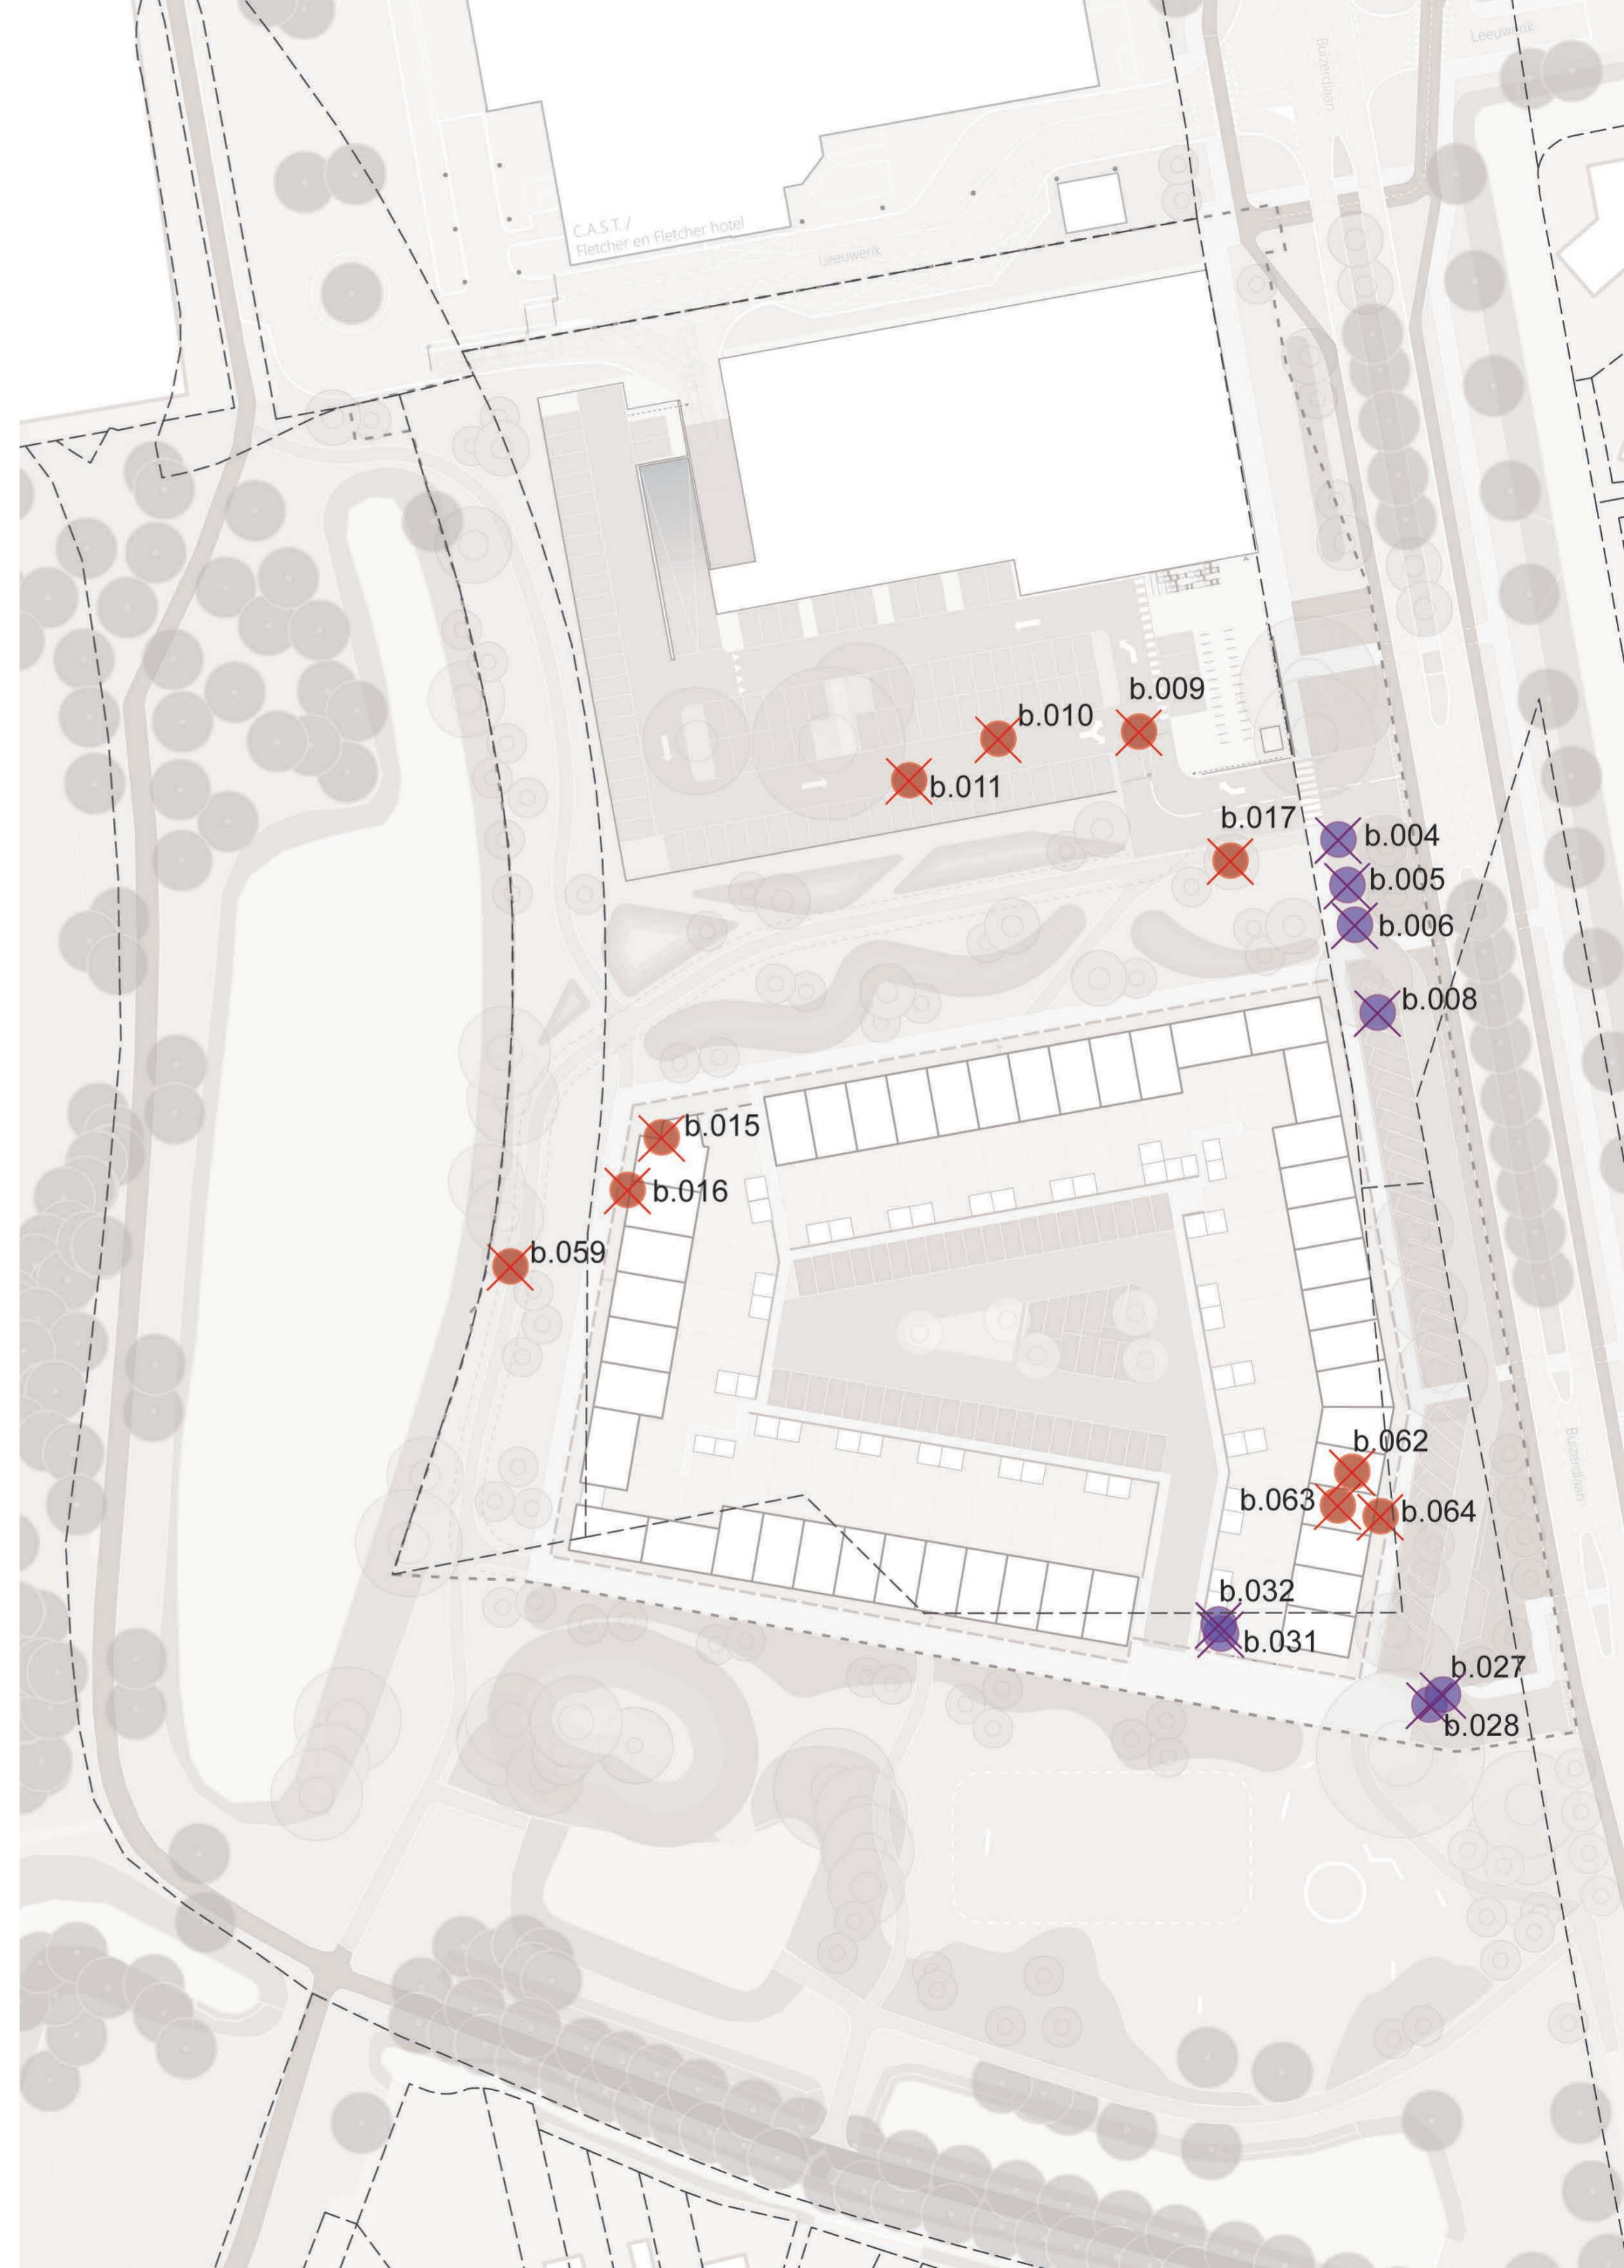 Leeuwerik
Buizerdlaan
C.A.S.T. /
Fletcher en Fletcher hotel
Leeuwerik
b.009
b.010
b.011
b.017
b.004
b.005
b.006
b.008
b.015
b.016
b.059
b.062
b.063
b.064
Buizerdlaan
b.032
b.031
b.027
b.028